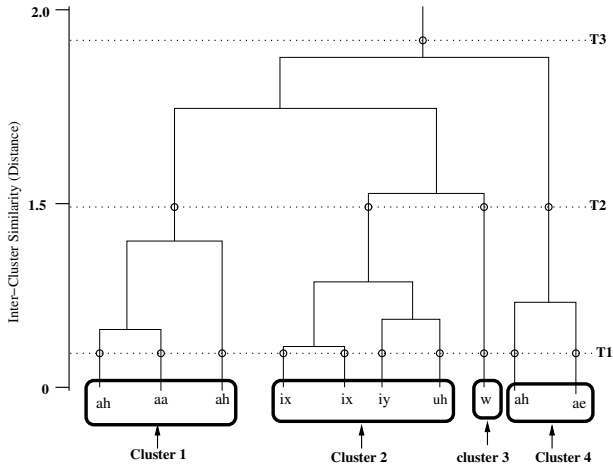 2.0
T3
1.5
T2
Inter-Cluster Similarity (Distance)
T1
0
ah aa ah ix ix iy uh w ah ae
Cluster 1 Cluster 2 cluster 3 Cluster 4